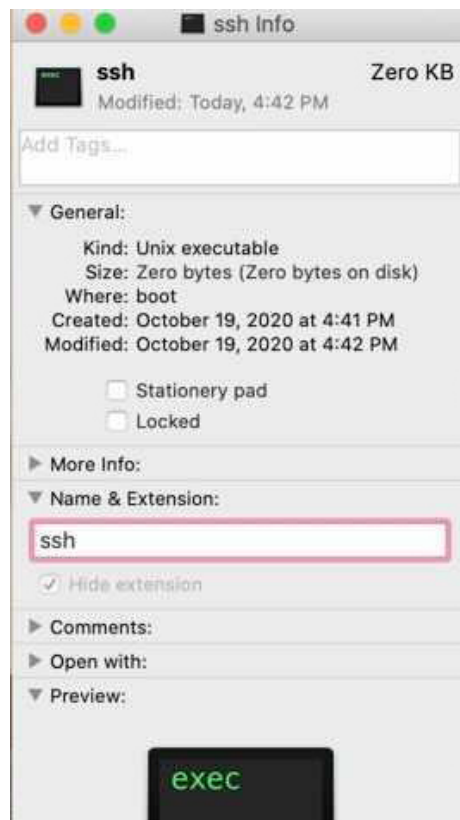 ssh Info
ssh Zero KB
Modified: Today, 4:42 PM
Add Tags...
General:
Kind: Unix executable
Size: Zero bytes (Zero bytes on disk)
Where: boot
Created: October 19, 2020 at 4:41 PM
Modified: October 19, 2020 at 4:42 PM
Stationery pad
Locked
More Info:
Name & Extension:
ssh
Hide extension
Comments:
Open with:
Preview:
exec